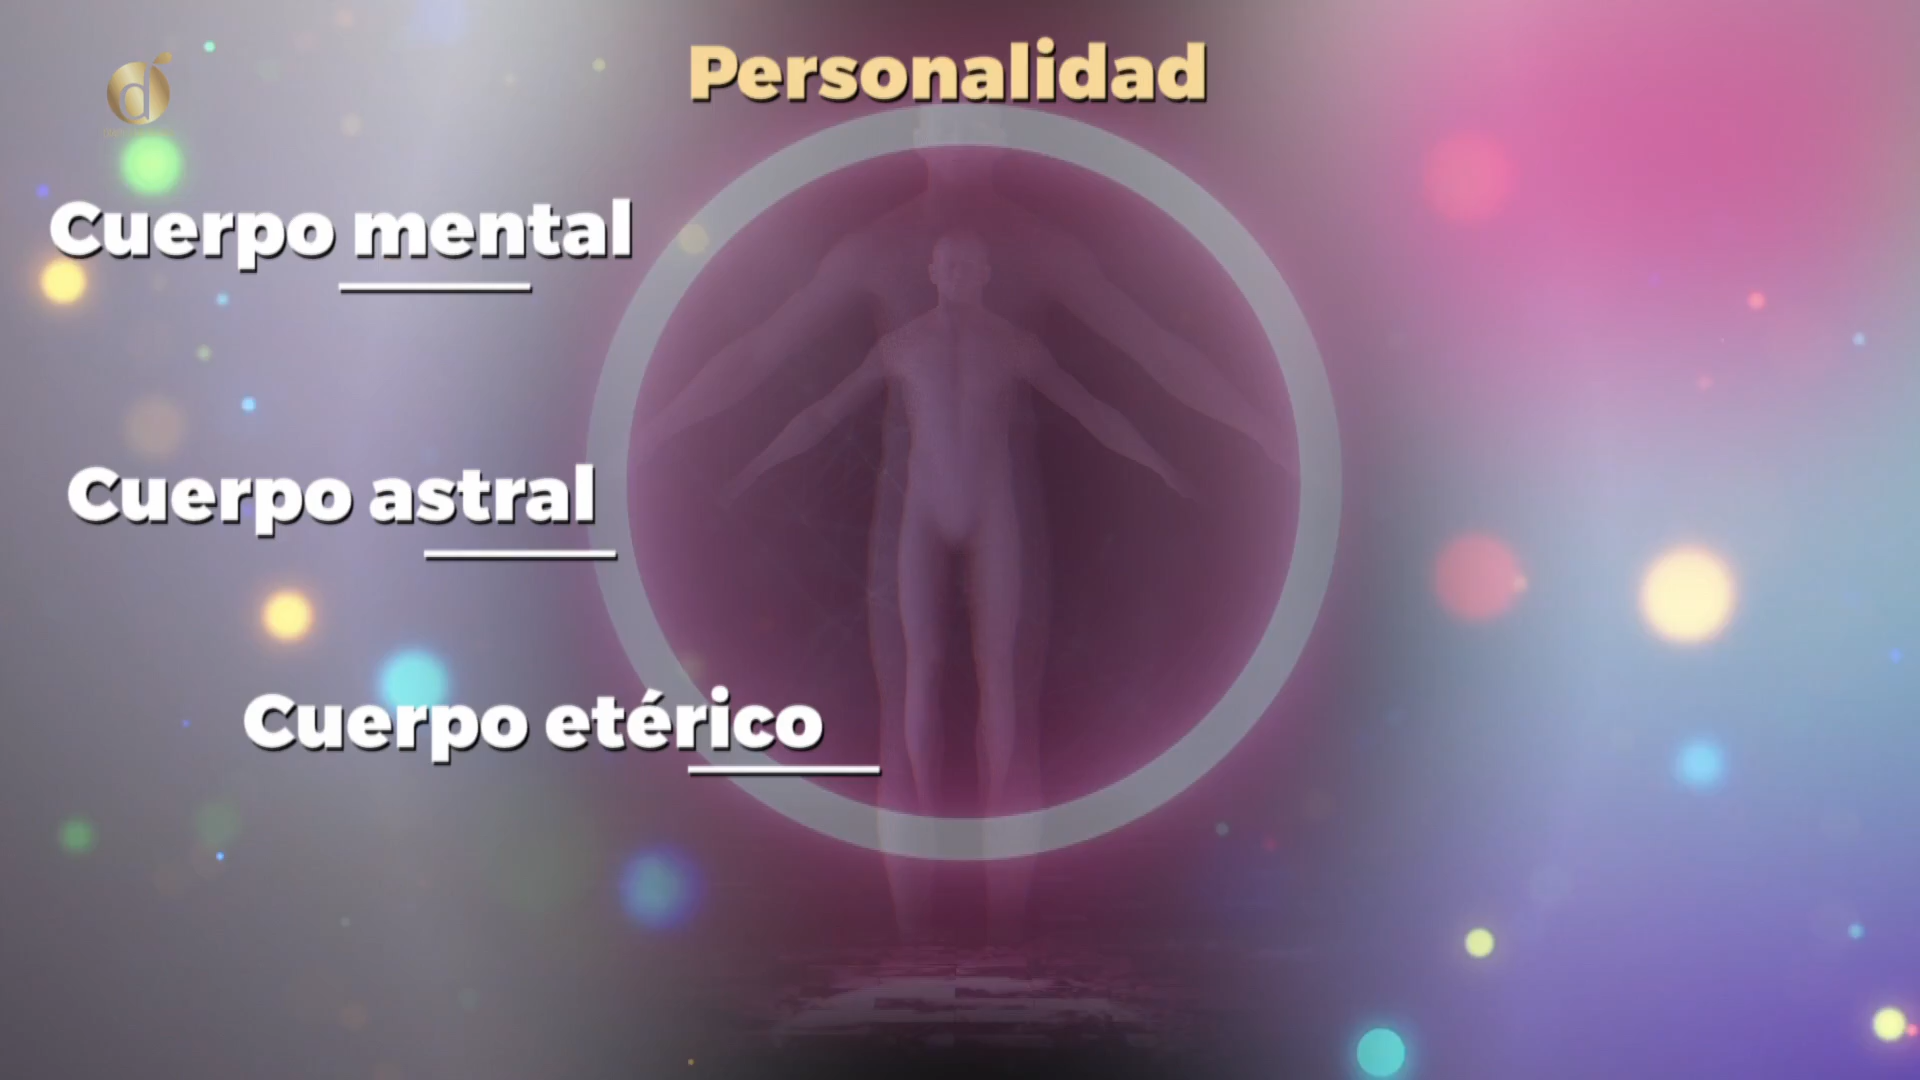 Personalidad
Cuerpo mental
Cuerpo astral
Cuerpo etérico